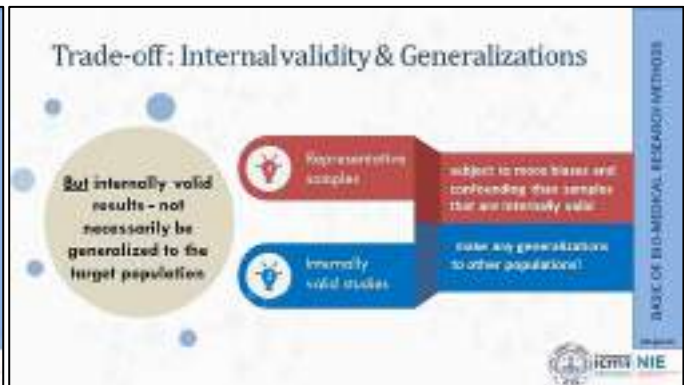 Trade-off: Internal validity & Generalizations
But internally valid
results – not
necessarily be
generalized to the
target population
Representative
samples
subject to more biases and
confounding than samples
that are internally valid
Internally
valid studies
make any generalizations
to other populations!
BASIC OF BIO-MEDICAL RESEARCH METHODS
icmr NIE